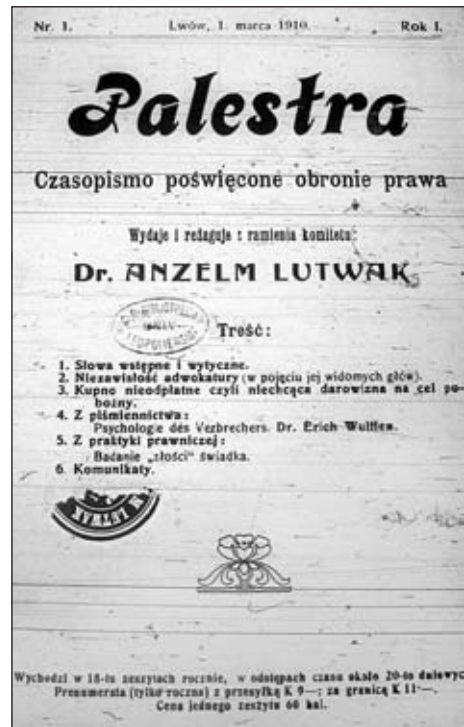 Nr. 1. Lwów, 1. marca 1910. Rok I.
Palestra
Czasopismo poświęcone obronie prawa
Wydaje i redaguje z ramienia komitetu:
Dr. ANZELM LUTWAK
Treść:
1. Słowa wstępne i wytyczne.
2. Niezawisłość adwokatury (w pojęciu jej widomych głów).
3. Kupno nieodpłatne czyli niechcąca darowizna na cel po-
bożny.
4. Z piśmiennictwa:
Psychologie des Verbrechers. Dr. Erich Wulffen.
5. Z praktyki prawniczej:
Badanie „złości" świadka.
6. Komunikaty.
Wychodzi w 18-tu zeszytach rocznie, w odstępach czasu około 20-to dniowych
Prenumerata (tylko roczna) z przesyłką K 9—; za granicą K 11—.
Cena jednego zeszytu 60 hal.